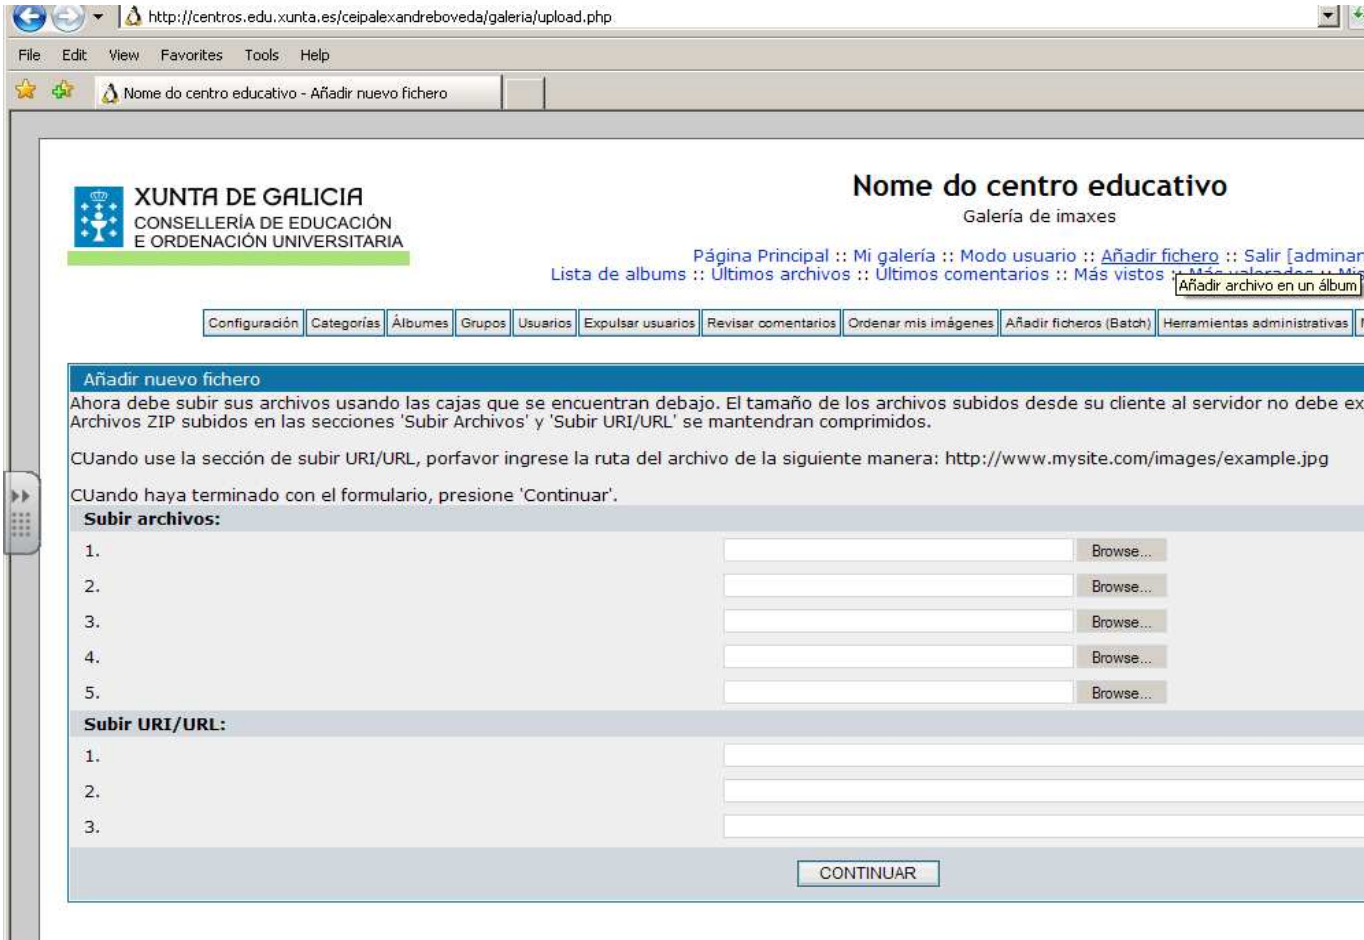 http://centros.edu.xunta.es/ceipalexandreboveda/galeria/upload.php
File Edit View Favorites Tools Help
Nome do centro educativo - Añadir nuevo fichero
XUNTA DE GALICIA
CONSELLERÍA DE EDUCACIÓN
E ORDENACIÓN UNIVERSITARIA
Nome do centro educativo
Galería de imaxes
Página Principal :: Mi galería :: Modo usuario :: Añadir fichero :: Salir [adminar
Lista de albums :: Últimos archivos :: Últimos comentarios :: Más vistos :: Más valorados :: Mis
Añadir archivo en un álbum
Configuración Categorías Álbumes Grupos Usuarios Expulsar usuarios Revisar comentarios Ordenar mis imágenes Añadir ficheros (Batch) Herramientas administrativas
Añadir nuevo fichero
Ahora debe subir sus archivos usando las cajas que se encuentran debajo. El tamaño de los archivos subidos desde su cliente al servidor no debe ex
Archivos ZIP subidos en las secciones 'Subir Archivos' y 'Subir URI/URL' se mantendran comprimidos.
CUando use la sección de subir URI/URL, porfavor ingrese la ruta del archivo de la siguiente manera: http://www.mysite.com/images/example.jpg
CUando haya terminado con el formulario, presione 'Continuar'.
Subir archivos:
1. Browse...
2. Browse...
3. Browse...
4. Browse...
5. Browse...
Subir URI/URL:
1.
2.
3.
CONTINUAR